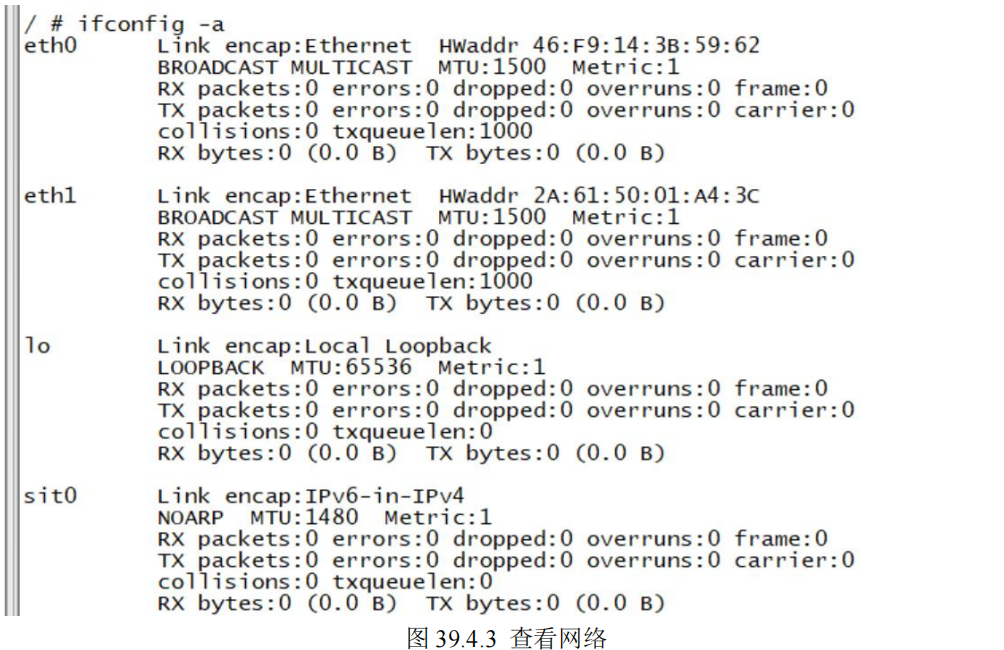 / # ifconfig -a
eth0 Link encap:Ethernet HWaddr 46:F9:14:3B:59:62
BROADCAST MULTICAST MTU:1500 Metric:1
RX packets:0 errors:0 dropped:0 overruns:0 frame:0
TX packets:0 errors:0 dropped:0 overruns:0 carrier:0
collisions:0 txqueuelen:1000
RX bytes:0 (0.0 B) TX bytes:0 (0.0 B)
eth1 Link encap:Ethernet HWaddr 2A:61:50:01:A4:3C
BROADCAST MULTICAST MTU:1500 Metric:1
RX packets:0 errors:0 dropped:0 overruns:0 frame:0
TX packets:0 errors:0 dropped:0 overruns:0 carrier:0
collisions:0 txqueuelen:1000
RX bytes:0 (0.0 B) TX bytes:0 (0.0 B)
lo Link encap:Local Loopback
LOOPBACK MTU:65536 Metric:1
RX packets:0 errors:0 dropped:0 overruns:0 frame:0
TX packets:0 errors:0 dropped:0 overruns:0 carrier:0
collisions:0 txqueuelen:0
RX bytes:0 (0.0 B) TX bytes:0 (0.0 B)
sit0 Link encap:IPv6-in-IPv4
NOARP MTU:1480 Metric:1
RX packets:0 errors:0 dropped:0 overruns:0 frame:0
TX packets:0 errors:0 dropped:0 overruns:0 carrier:0
collisions:0 txqueuelen:0
RX bytes:0 (0.0 B) TX bytes:0 (0.0 B)
图 39.4.3 查看网络